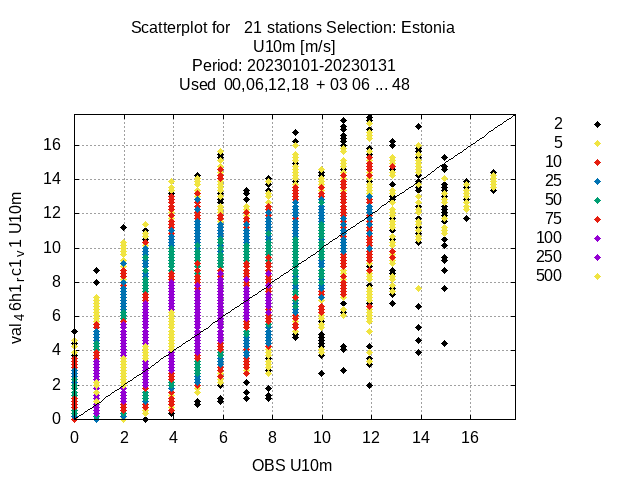 Scatterplot for 21 stations Selection: Estonia
U10m [m/s]
Period: 20230101-20230131
Used 00,06,12,18 + 03 06 ... 48
16
14
12
10
8
6
4
2
0
val4 6h1rc1v1 U10m
0 2 4 6 8 10 12 14 16
OBS U10m
2
5
10
25
50
75
100
250
500